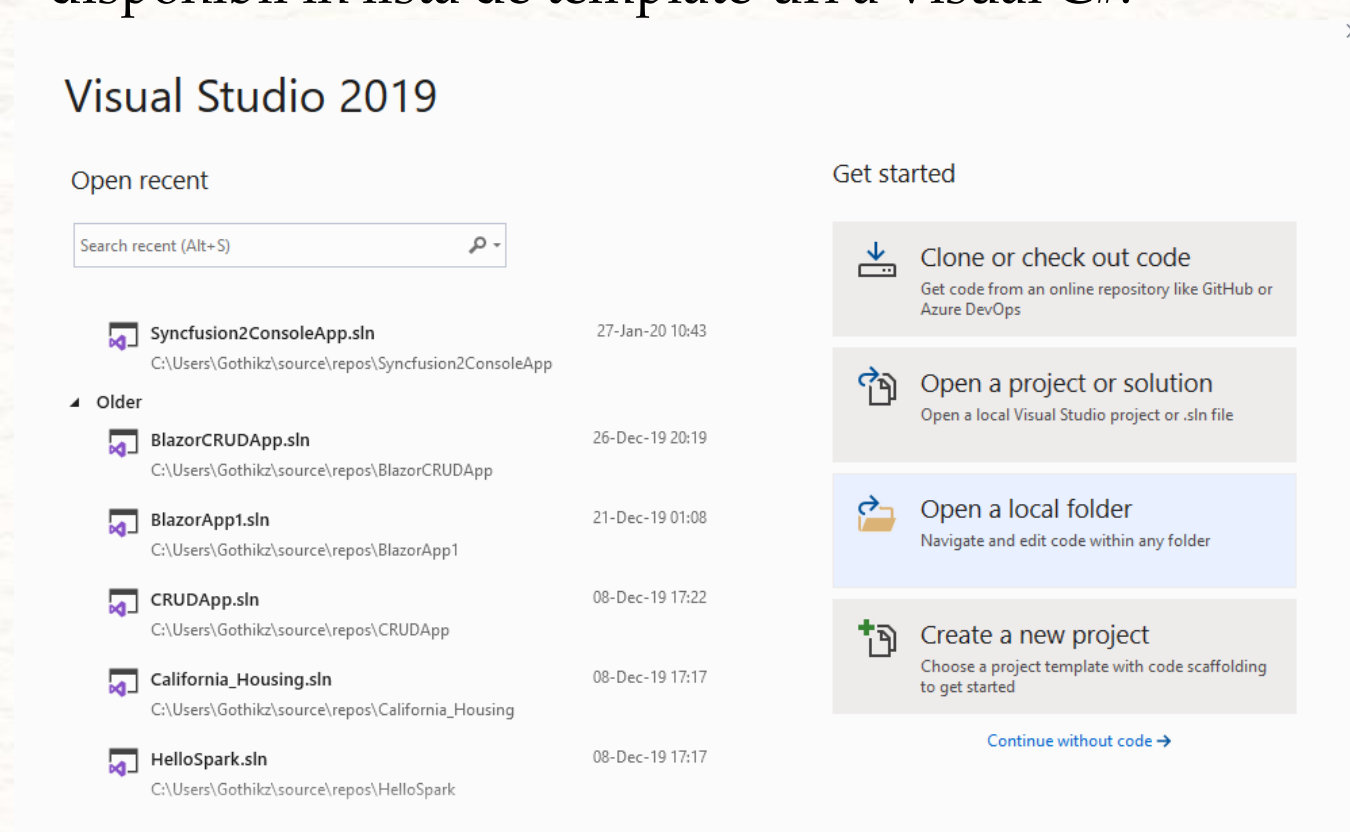 disponibil în lista de template-uri a Visual C#.
Visual Studio 2019
Open recent
Search recent (Alt+S)
Syncfusion2ConsoleApp.sln 27-Jan-20 10:43
C:\Users\Gothikz\source\repos\Syncfusion2ConsoleApp
Older
BlazorCRUDApp.sln 26-Dec-19 20:19
C:\Users\Gothikz\source\repos\BlazorCRUDApp
BlazorApp1.sln 21-Dec-19 01:08
C:\Users\Gothikz\source\repos\BlazorApp1
CRUDApp.sln 08-Dec-19 17:22
C:\Users\Gothikz\source\repos\CRUDApp
California_Housing.sln 08-Dec-19 17:17
C:\Users\Gothikz\source\repos\California_Housing
HelloSpark.sln 08-Dec-19 17:17
C:\Users\Gothikz\source\repos\HelloSpark
Get started
Clone or check out code
Get code from an online repository like GitHub or
Azure DevOps
Open a project or solution
Open a local Visual Studio project or .sln file
Open a local folder
Navigate and edit code within any folder
Create a new project
Choose a project template with code scaffolding
to get started
Continue without code →